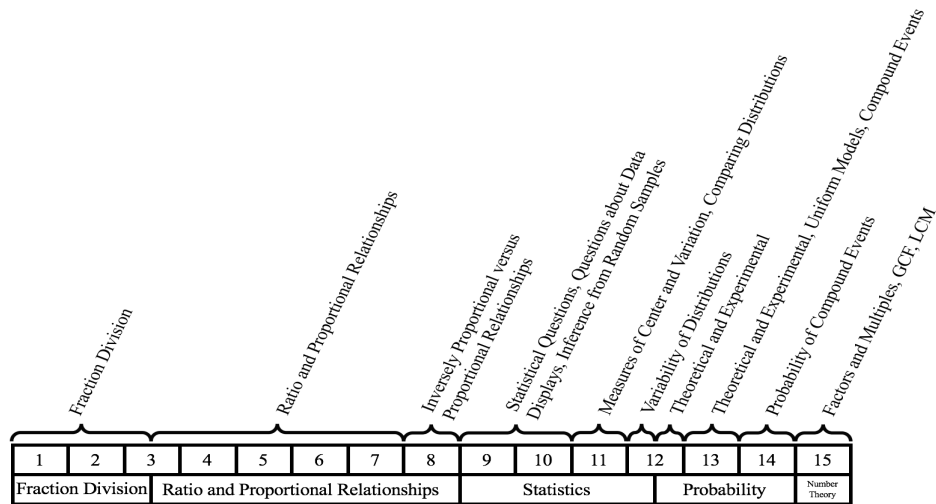 Fraction Division
Ratio and Proportional Relationships
Inversely Proportional versus
Proportional Relationships
Statistical Questions, Questions about Data
Displays, Inference from Random Samples
Measures of Center and Variation, Comparing Distributions
Variability of Distributions
Theoretical and Experimental
Theoretical and Experimental, Uniform Models, Compound Events
Probability of Compound Events
Factors and Multiples, GCF, LCM
1 2 3 4 5 6 7 8 9 10 11 12 13 14 15
Fraction Division Ratio and Proportional Relationships Statistics Probability Number
Theory